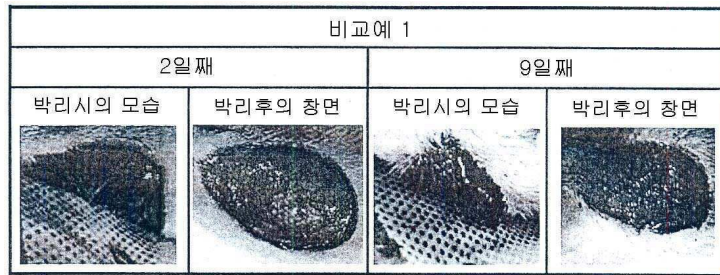 비교예 1
2일째 9일째
박리시의 모습 박리후의 창면 박리시의 모습 박리후의 창면